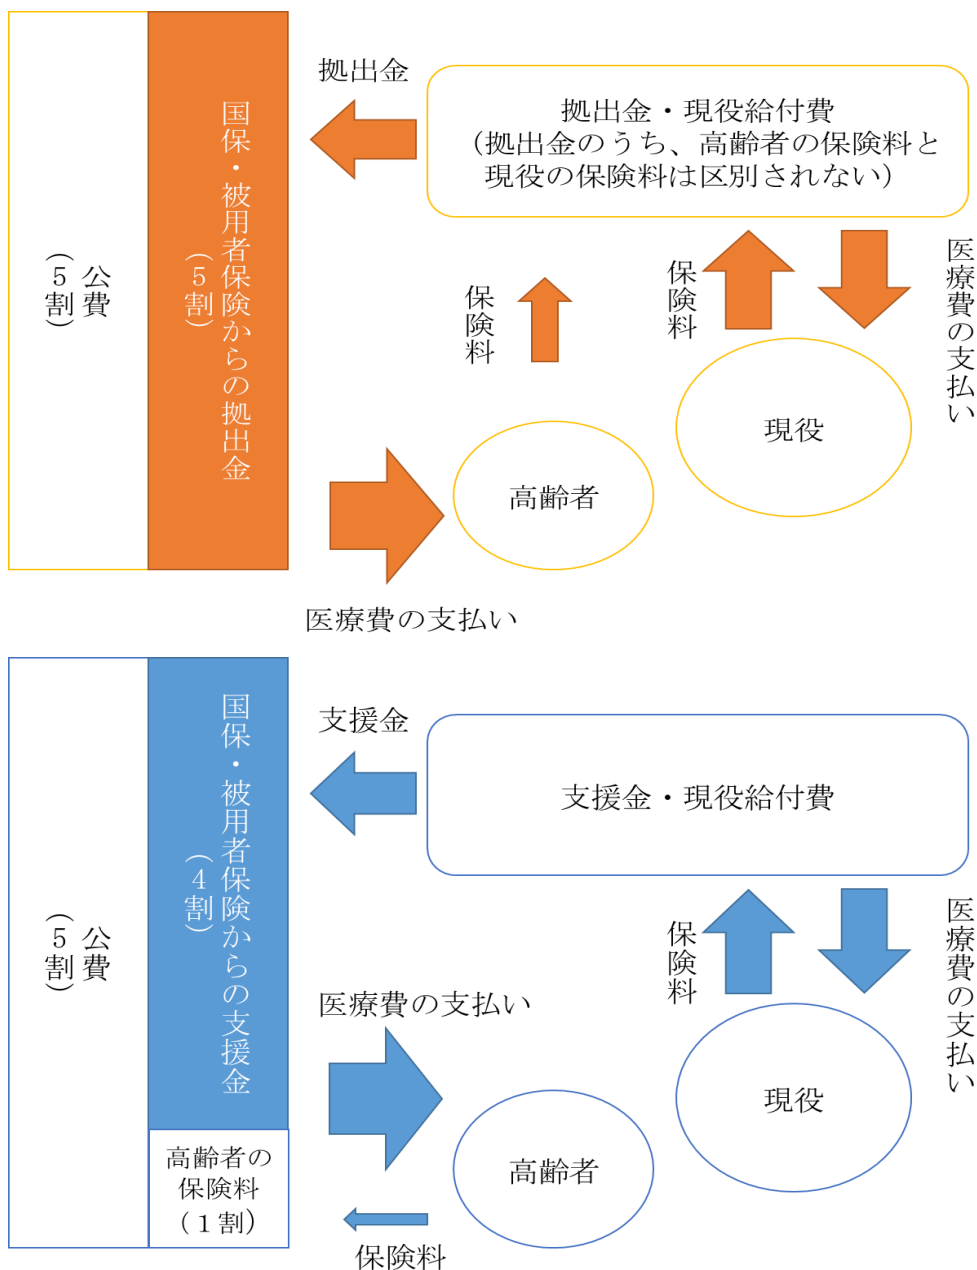 公費
（５割）
国保・被用者保険からの拠出金
（５割）
拠出金
拠出金・現役給付費
（拠出金のうち、高齢者の保険料と
現役の保険料は区別されない）
保険料
保険料
医療費の支払い
現役
高齢者
医療費の支払い
公費
（５割）
国保・被用者保険からの支援金
（４割）
高齢者の
保険料
（１割）
支援金
支援金・現役給付費
保険料
医療費の支払い
医療費の支払い
現役
高齢者
保険料